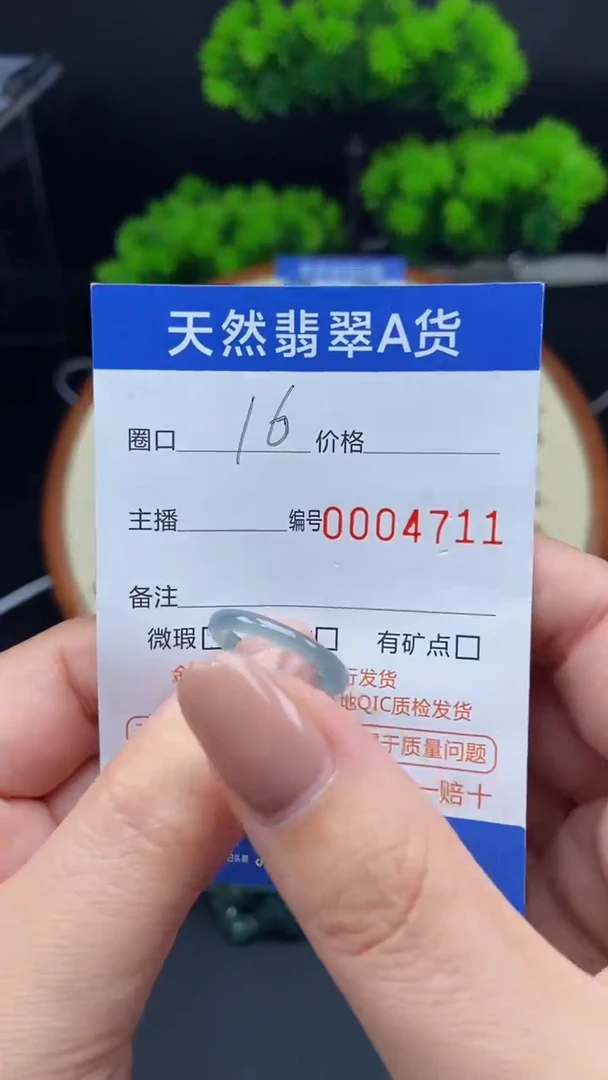 天然翡翠A货
圈口 16 价格
主播 编号0004711
备注
微瑕 有矿点
行发货
地QIC质检发货
于质量问题
一赔十